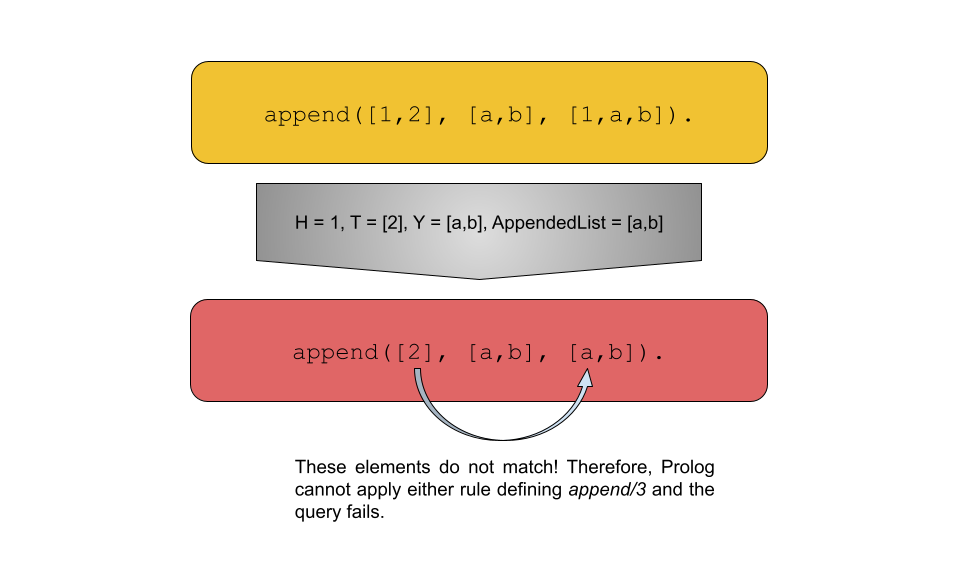 append([1,2], [a,b], [1,a,b]).
H = 1, T = [2], Y = [a,b], AppendedList = [a,b]
append([2], [a,b], [a,b]).
These elements do not match! Therefore, Prolog
cannot apply either rule defining append/3 and the
query fails.